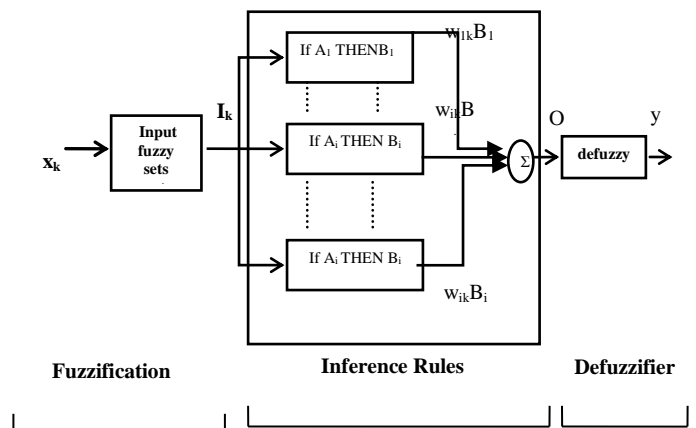 w₁ₖB₁
If A₁ THENB₁
Iₖ
wᵢₖB
O
y
xₖ
Input
fuzzy
sets
If Aᵢ THEN Bᵢ
Σ
defuzzy
If Aᵢ THEN Bᵢ
wᵢₖBᵢ
Fuzzification
Inference Rules
Defuzzifier